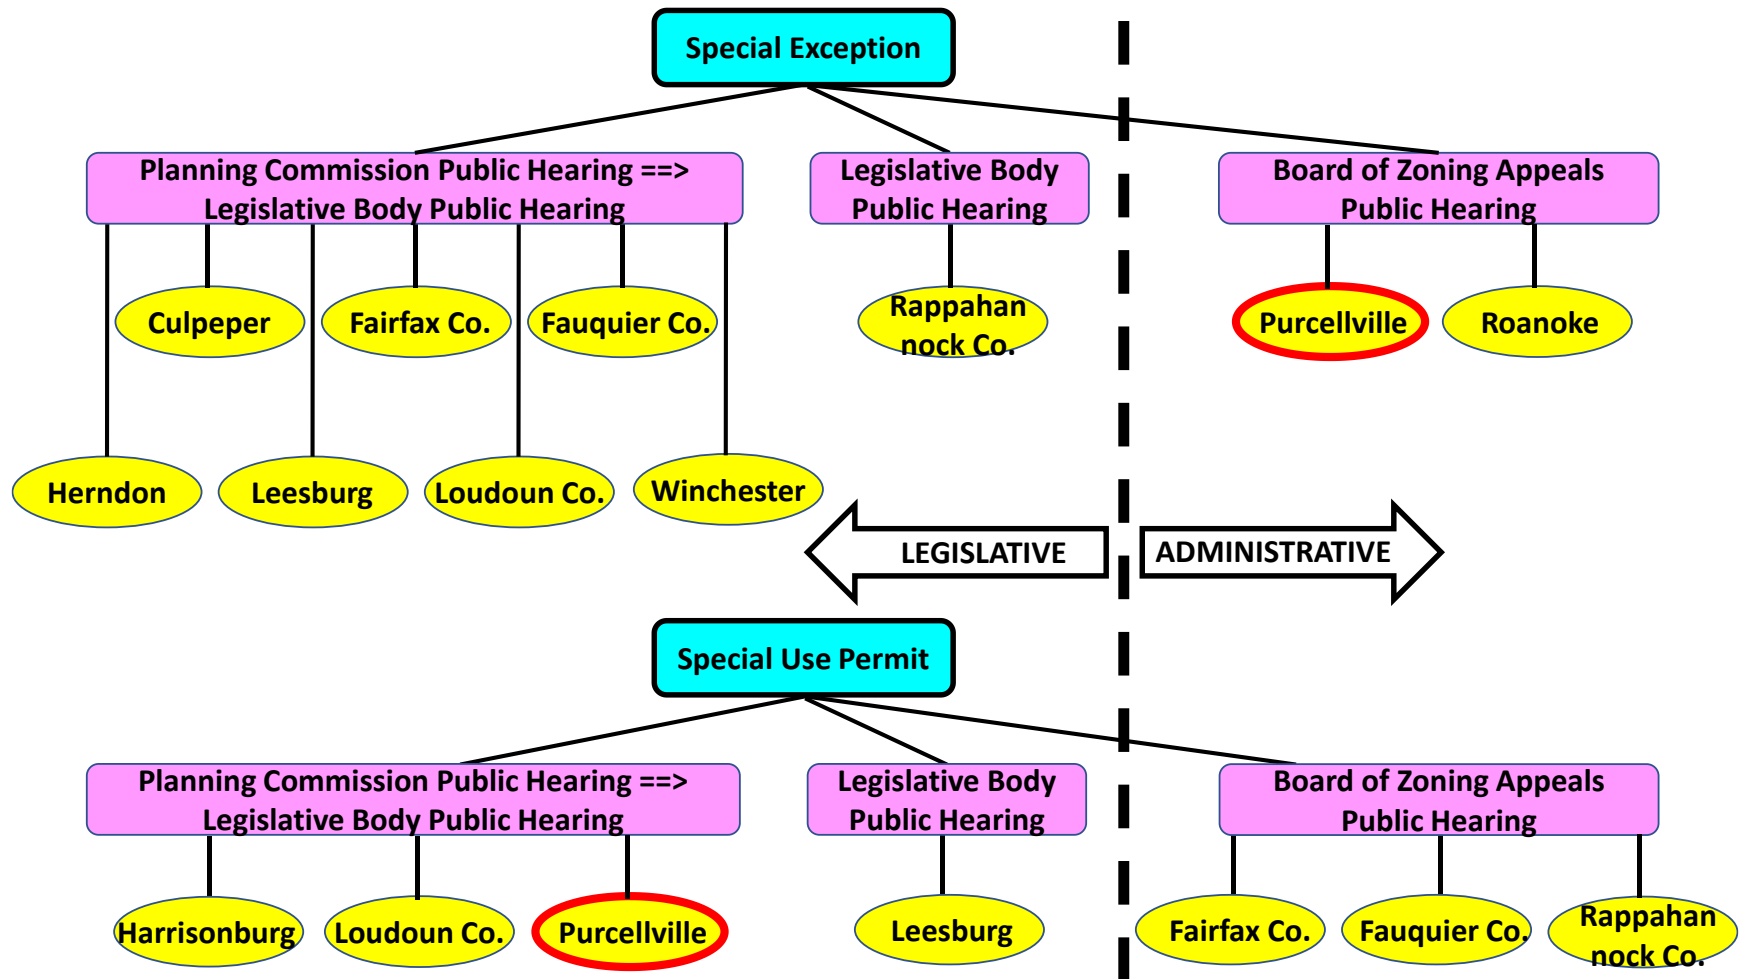 Special Exception
Planning Commission Public Hearing ==>
Legislative Body Public Hearing
Legislative Body
Public Hearing
Board of Zoning Appeals
Public Hearing
Culpeper
Fairfax Co.
Fauquier Co.
Rappahan
nock Co.
Purcellville
Roanoke
Herndon
Leesburg
Loudoun Co.
Winchester
LEGISLATIVE
ADMINISTRATIVE
Special Use Permit
Planning Commission Public Hearing ==>
Legislative Body Public Hearing
Legislative Body
Public Hearing
Board of Zoning Appeals
Public Hearing
Harrisonburg
Loudoun Co.
Purcellville
Leesburg
Fairfax Co.
Fauquier Co.
Rappahan
nock Co.